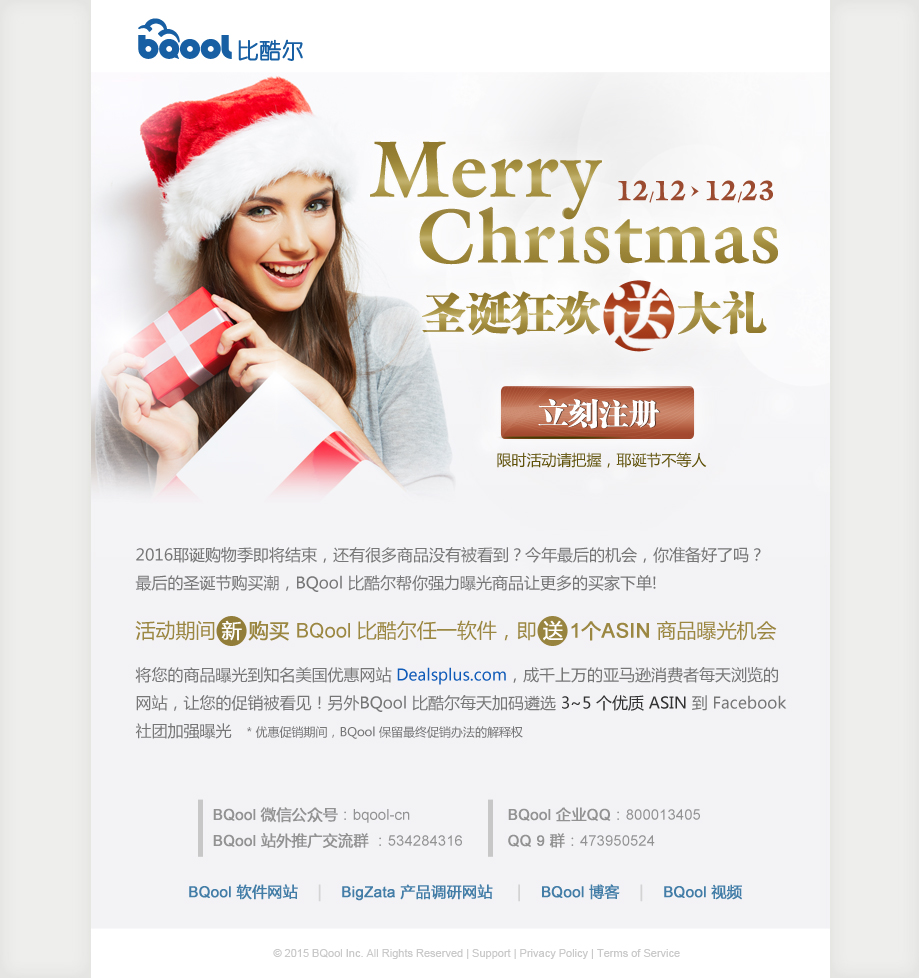 bqool 比酷尔
Merry
12/12 > 12/23
Christmas
圣诞狂欢送大礼
立刻注册
限时活动请把握，耶诞节不等人
2016耶诞购物季即将结束，还有很多商品没有被看到？今年最后的机会，你准备好了吗？
最后的圣诞节购买潮，BQool 比酷尔帮你强力曝光商品让更多的买家下单!
活动期间新购买 BQool 比酷尔任一软件，即送1个ASIN 商品曝光机会
将您的商品曝光到知名美国优惠网站 Dealsplus.com，成千上万的亚马逊消费者每天浏览的
网站，让您的促销被看见！另外BQool 比酷尔每天加码遴选 3~5 个优质 ASIN 到 Facebook
社团加强曝光 * 优惠促销期间，BQool 保留最终促销办法的解释权
BQool 微信公众号：bqool-cn
BQool 站外推广交流群 ：534284316
BQool 企业QQ：800013405
QQ 9 群：473950524
BQool 软件网站 | BigZata 产品调研网站 | BQool 博客 | BQool 视频
© 2015 BQool Inc. All Rights Reserved | Support | Privacy Policy | Terms of Service